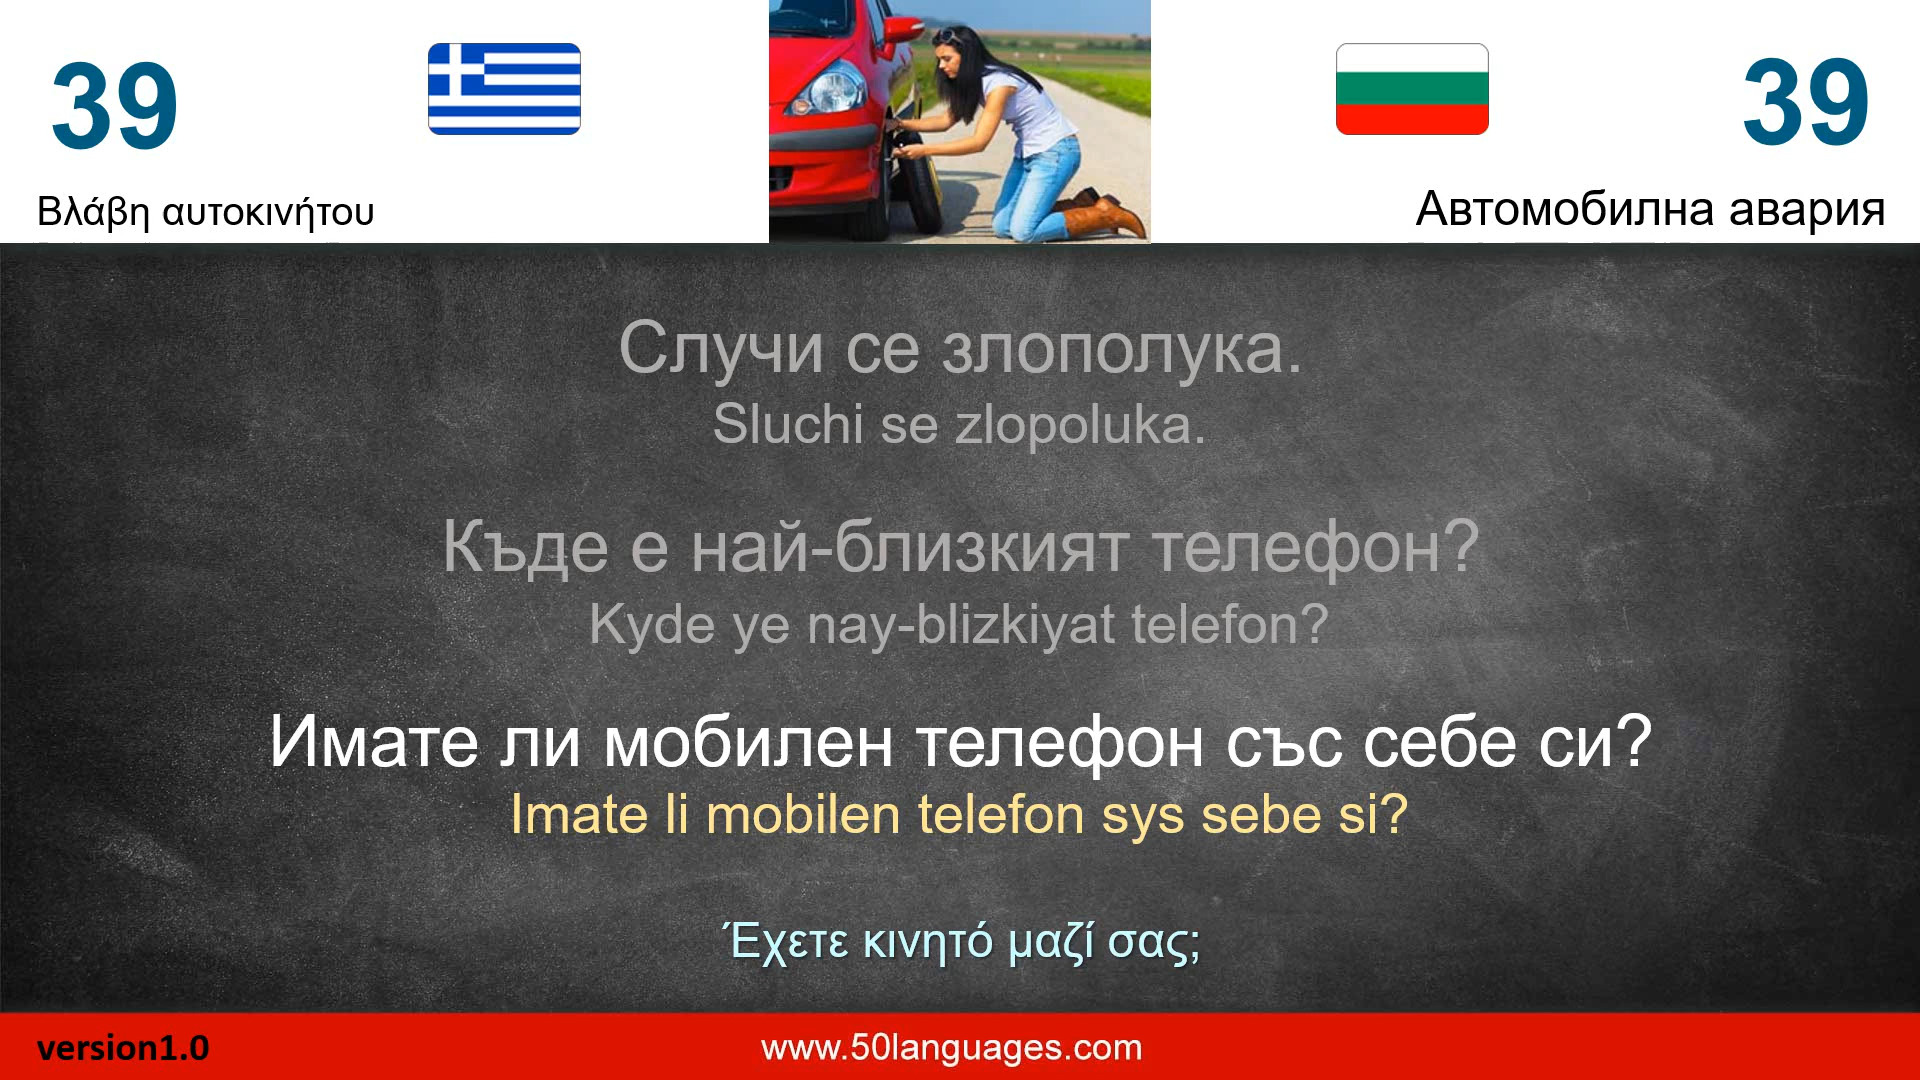 39
39
Βλάβη αυτοκινήτου
Автомобилна авария
Случи се злополука.
Sluchi se zlopoluka.
Къде е най-близкият телефон?
Kyde ye nay-blizkiyat telefon?
Имате ли мобилен телефон със себе си?
Imate li mobilen telefon sys sebe si?
Έχετε κινητό μαζί σας;
version1.0
www.50languages.com